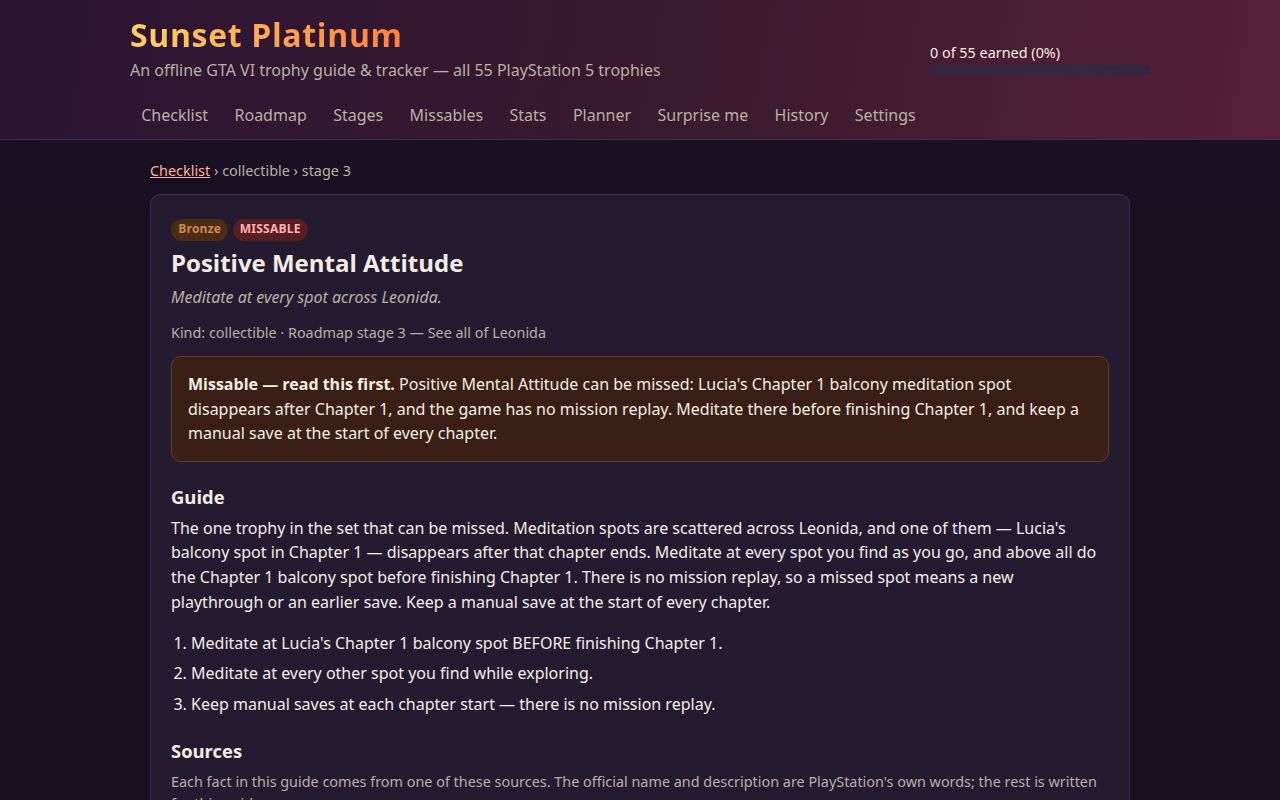 Sunset Platinum
An offline GTA VI trophy guide & tracker — all 55 PlayStation 5 trophies
0 of 55 earned (0%)
Checklist Roadmap Stages Missables Stats Planner Surprise me History Settings
Checklist › collectible › stage 3
Bronze MISSABLE
Positive Mental Attitude
Meditate at every spot across Leonida.
Kind: collectible · Roadmap stage 3 — See all of Leonida
Missable — read this first. Positive Mental Attitude can be missed: Lucia's Chapter 1 balcony meditation spot
disappears after Chapter 1, and the game has no mission replay. Meditate there before finishing Chapter 1, and keep a
manual save at the start of every chapter.
Guide
The one trophy in the set that can be missed. Meditation spots are scattered across Leonida, and one of them — Lucia's
balcony spot in Chapter 1 — disappears after that chapter ends. Meditate at every spot you find as you go, and above all do
the Chapter 1 balcony spot before finishing Chapter 1. There is no mission replay, so a missed spot means a new
playthrough or an earlier save. Keep a manual save at the start of every chapter.
1. Meditate at Lucia's Chapter 1 balcony spot BEFORE finishing Chapter 1.
2. Meditate at every other spot you find while exploring.
3. Keep manual saves at each chapter start — there is no mission replay.
Sources
Each fact in this guide comes from one of these sources. The official name and description are PlayStation's own words; the rest is written